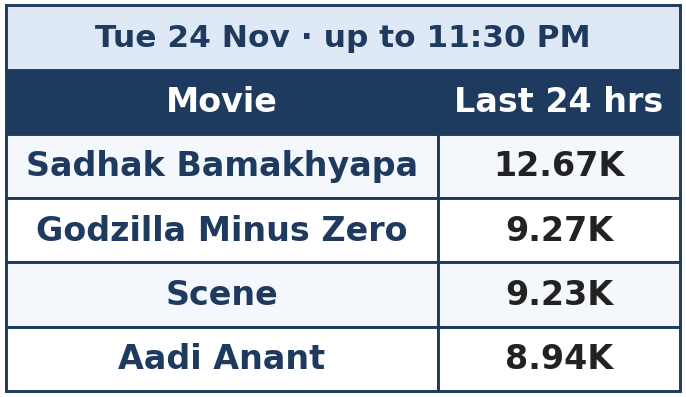 Tue 24 Nov · up to 11:30 PM
Movie Last 24 hrs
Sadhak Bamakhyapa 12.67K
Godzilla Minus Zero 9.27K
Scene 9.23K
Aadi Anant 8.94K